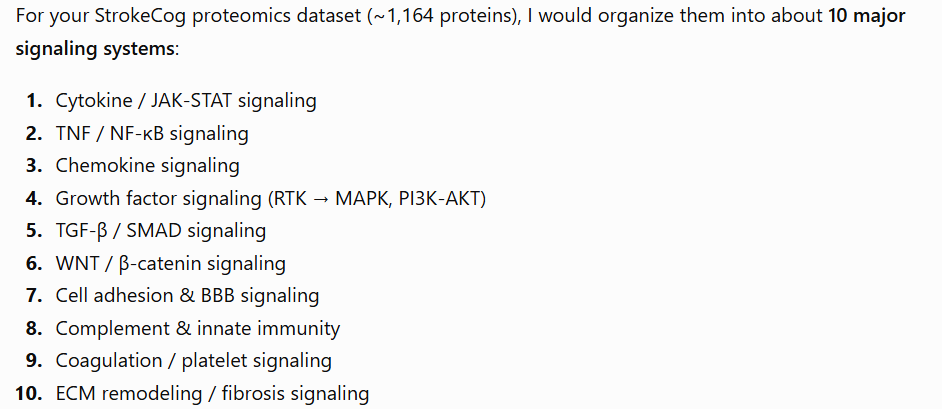 For your StrokeCog proteomics dataset (~1,164 proteins), I would organize them into about 10 major
signaling systems:
1. Cytokine / JAK-STAT signaling
2. TNF / NF-κB signaling
3. Chemokine signaling
4. Growth factor signaling (RTK → MAPK, PI3K-AKT)
5. TGF-β / SMAD signaling
6. WNT / β-catenin signaling
7. Cell adhesion & BBB signaling
8. Complement & innate immunity
9. Coagulation / platelet signaling
10. ECM remodeling / fibrosis signaling